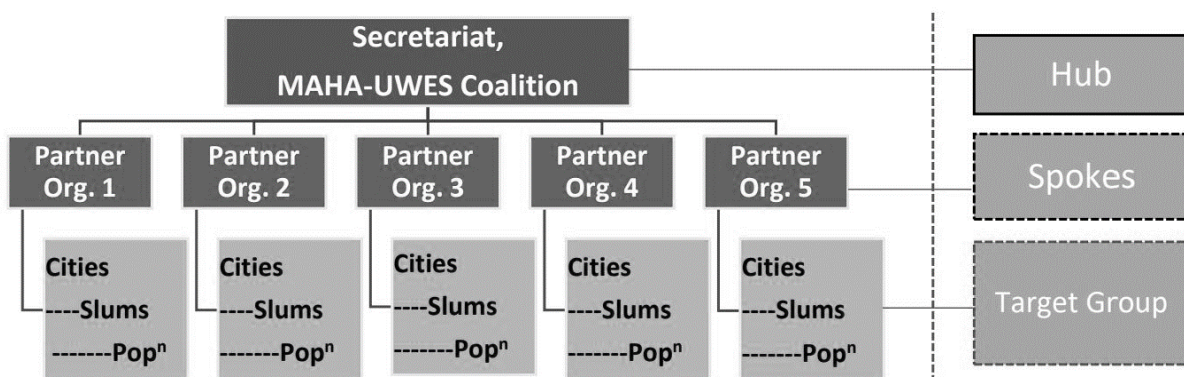 Secretariat,
MAHA-UWES Coalition
Hub
Partner
Org. 1
Partner
Org. 2
Partner
Org. 3
Partner
Org. 4
Partner
Org. 5
Spokes
Cities
----Slums
-------Popⁿ
Cities
----Slums
-------Popⁿ
Cities
----Slums
-------Popⁿ
Cities
----Slums
-------Popⁿ
Cities
----Slums
-------Popⁿ
Target Group